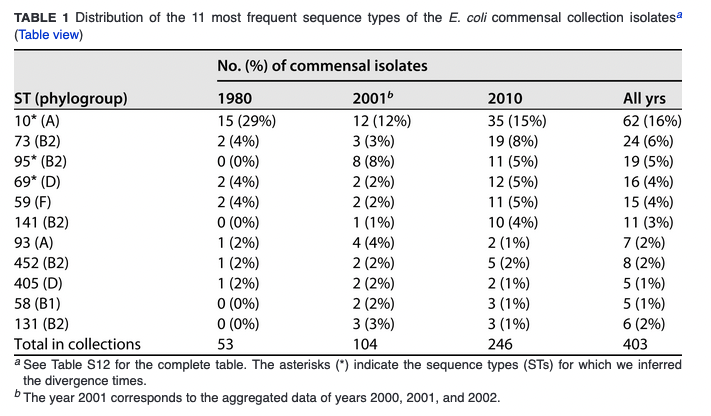 TABLE 1 Distribution of the 11 most frequent sequence types of the E. coli commensal collection isolatesa
(Table view)
No. (%) of commensal isolates
ST (phylogroup) 1980 2001b 2010 All yrs
10* (A) 15 (29%) 12 (12%) 35 (15%) 62 (16%)
73 (B2) 2 (4%) 3 (3%) 19 (8%) 24 (6%)
95* (B2) 0 (0%) 8 (8%) 11 (5%) 19 (5%)
69* (D) 2 (4%) 2 (2%) 12 (5%) 16 (4%)
59 (F) 2 (4%) 2 (2%) 11 (5%) 15 (4%)
141 (B2) 0 (0%) 1 (1%) 10 (4%) 11 (3%)
93 (A) 1 (2%) 4 (4%) 2 (1%) 7 (2%)
452 (B2) 1 (2%) 2 (2%) 5 (2%) 8 (2%)
405 (D) 1 (2%) 2 (2%) 2 (1%) 5 (1%)
58 (B1) 0 (0%) 2 (2%) 3 (1%) 5 (1%)
131 (B2) 0 (0%) 3 (3%) 3 (1%) 6 (2%)
Total in collections 53 104 246 403
a See Table S12 for the complete table. The asterisks (*) indicate the sequence types (STs) for which we inferred
the divergence times.
b The year 2001 corresponds to the aggregated data of years 2000, 2001, and 2002.